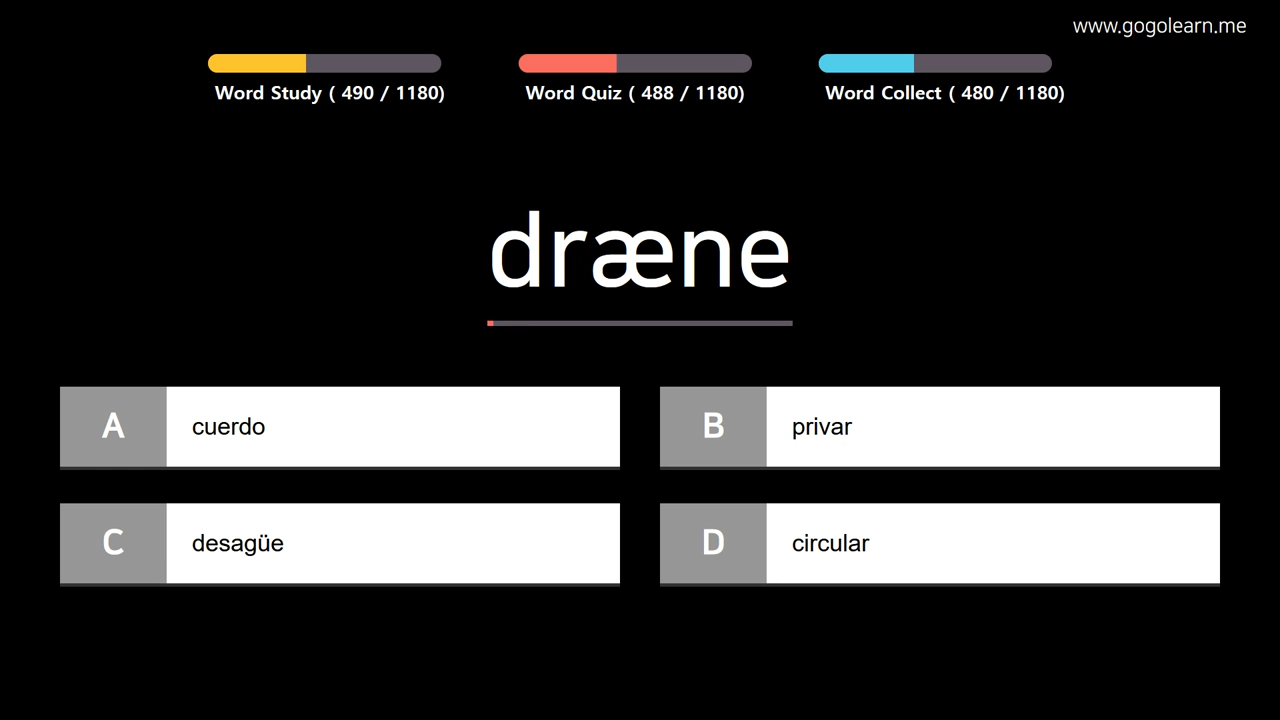 www.gogolearn.me
Word Study ( 490 / 1180)
Word Quiz ( 488 / 1180)
Word Collect ( 480 / 1180)
dræne
A cuerdo
B privar
C desagüe
D circular